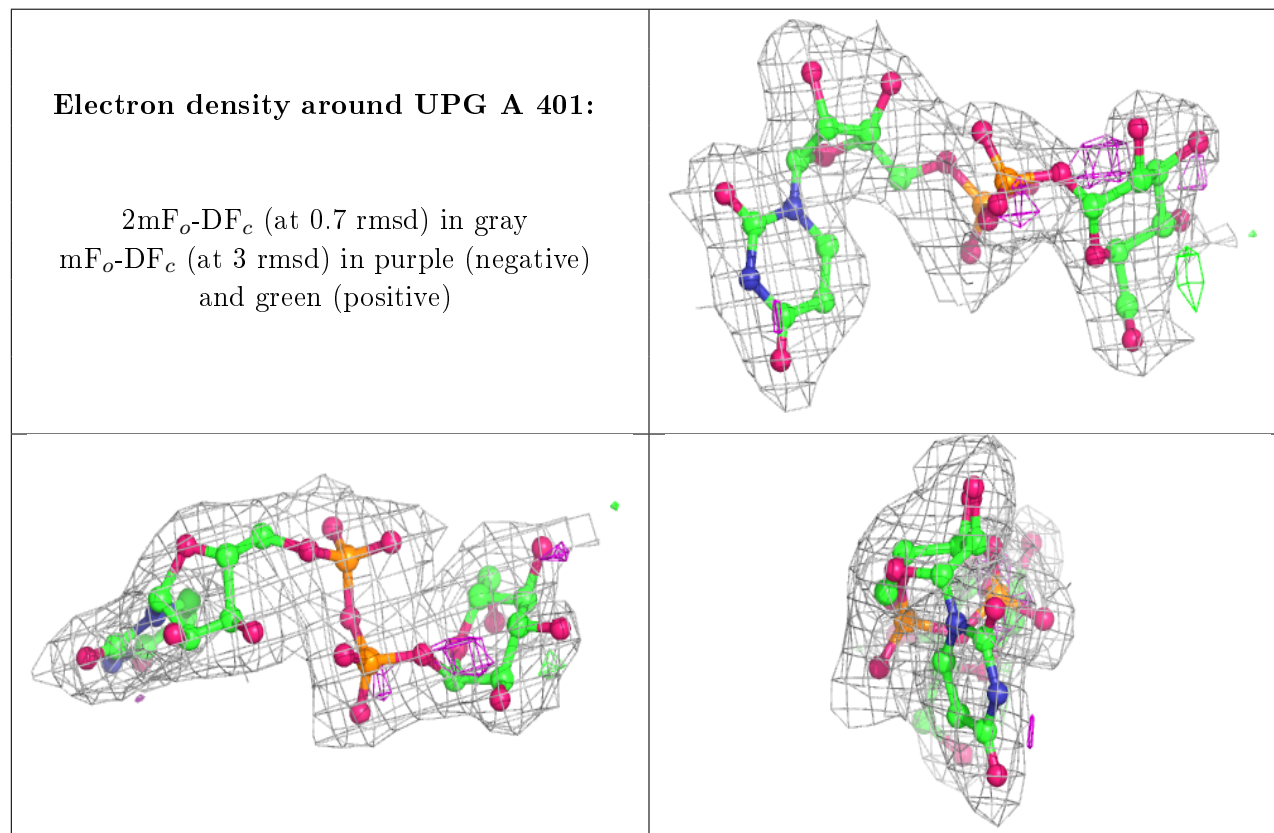 Electron density around UPG A 401:
2mFo-DFc (at 0.7 rmsd) in gray
mFo-DFc (at 3 rmsd) in purple (negative)
and green (positive)